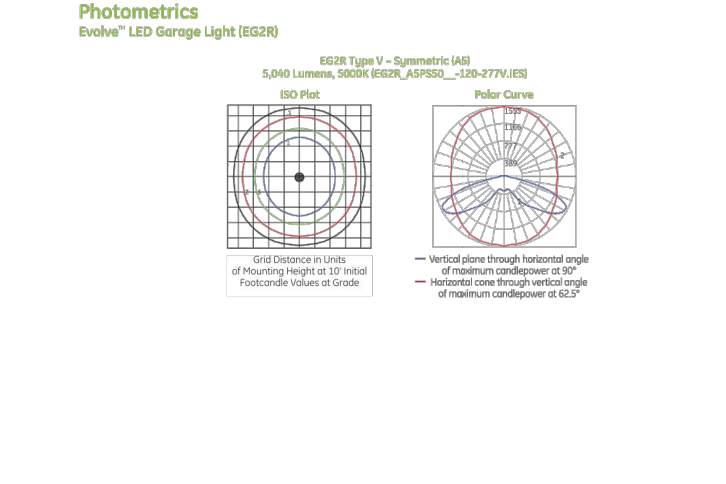 Photometrics
Evolve™ LED Garage Light (EG2R)
EG2R Type V – Symmetric (A5)
5,040 Lumens, 5000K (EG2R_A5PS50__-120-277V.IES)
ISO Plot
Polar Curve
1166
777
389
2
1
Grid Distance in Units
of Mounting Height at 10' Initial
Footcandle Values at Grade
Vertical plane through horizontal angle
of maximum candlepower at 90°
Horizontal cone through vertical angle
of maximum candlepower at 62.5°